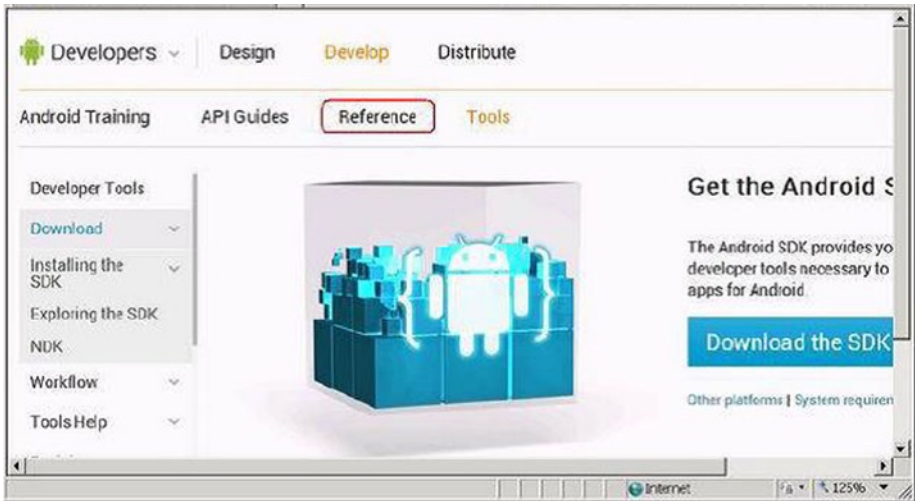 Developers
Design
Develop
Distribute
Android Training
API Guides
Reference
Tools
Developer Tools
Download
Installing the
SDK
Exploring the SDK
NDK
Workflow
Tools Help
Get the Android S
The Android SDK provides yo
developer tools necessary to
apps for Android.
Download the SDK
Other platforms | System requiren
Internet
125%